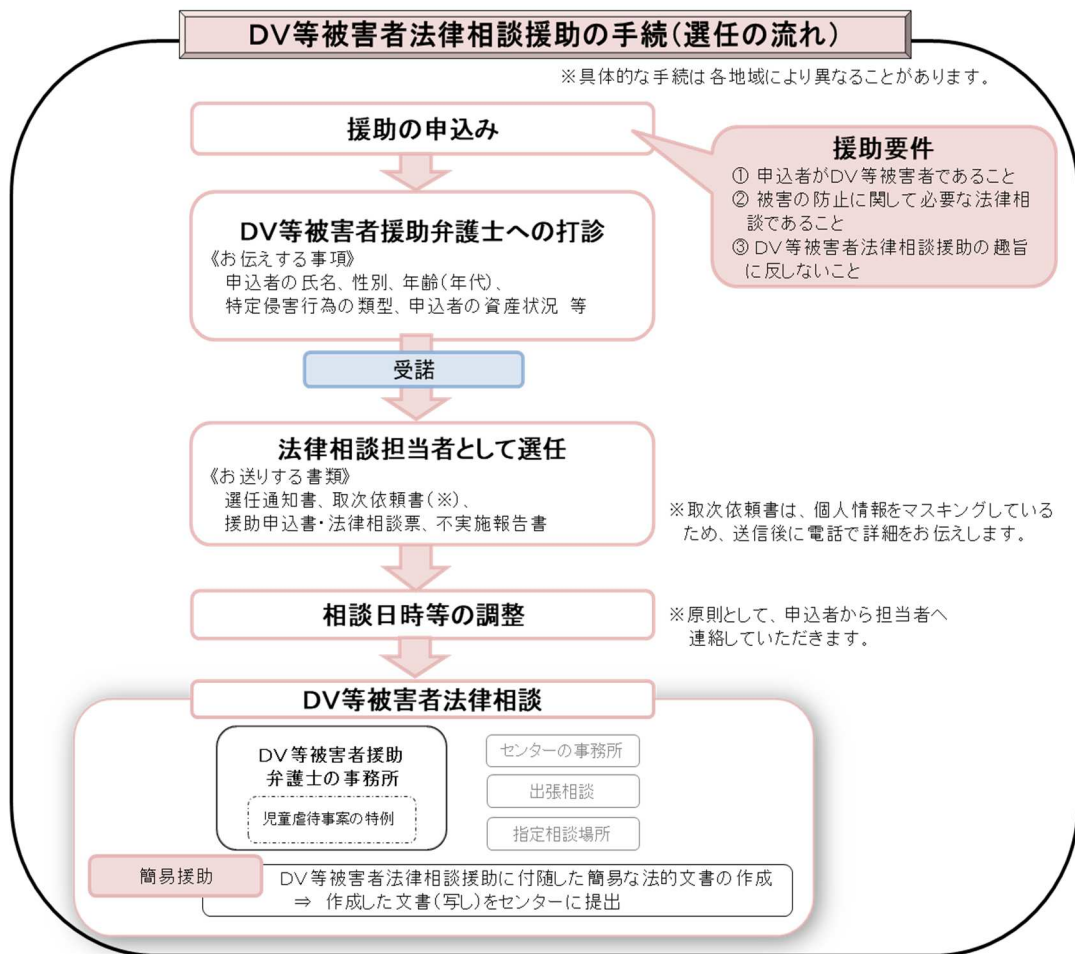 DV等被害者法律相談援助の手続(選任の流れ)
※具体的な手続は各地域により異なることがあります。
援助の申込み
援助要件
① 申込者がDV等被害者であること
② 被害の防止に関して必要な法律相
談であること
③ DV等被害者法律相談援助の趣旨
に反しないこと
DV等被害者援助弁護士への打診
《お伝えする事項》
申込者の氏名、性別、年齢(年代)、
特定侵害行為の類型、申込者の資産状況 等
受諾
法律相談担当者として選任
《お送りする書類》
選任通知書、取次依頼書(※)、
援助申込書・法律相談票、不実施報告書
※取次依頼書は、個人情報をマスキングしている
ため、送信後に電話で詳細をお伝えします。
相談日時等の調整
※原則として、申込者から担当者へ
連絡していただきます。
DV等被害者法律相談
DV等被害者援助
弁護士の事務所
児童虐待事案の特例
センターの事務所
出張相談
指定相談場所
簡易援助
DV等被害者法律相談援助に付随した簡易な法的文書の作成
⇒ 作成した文書(写し)をセンターに提出